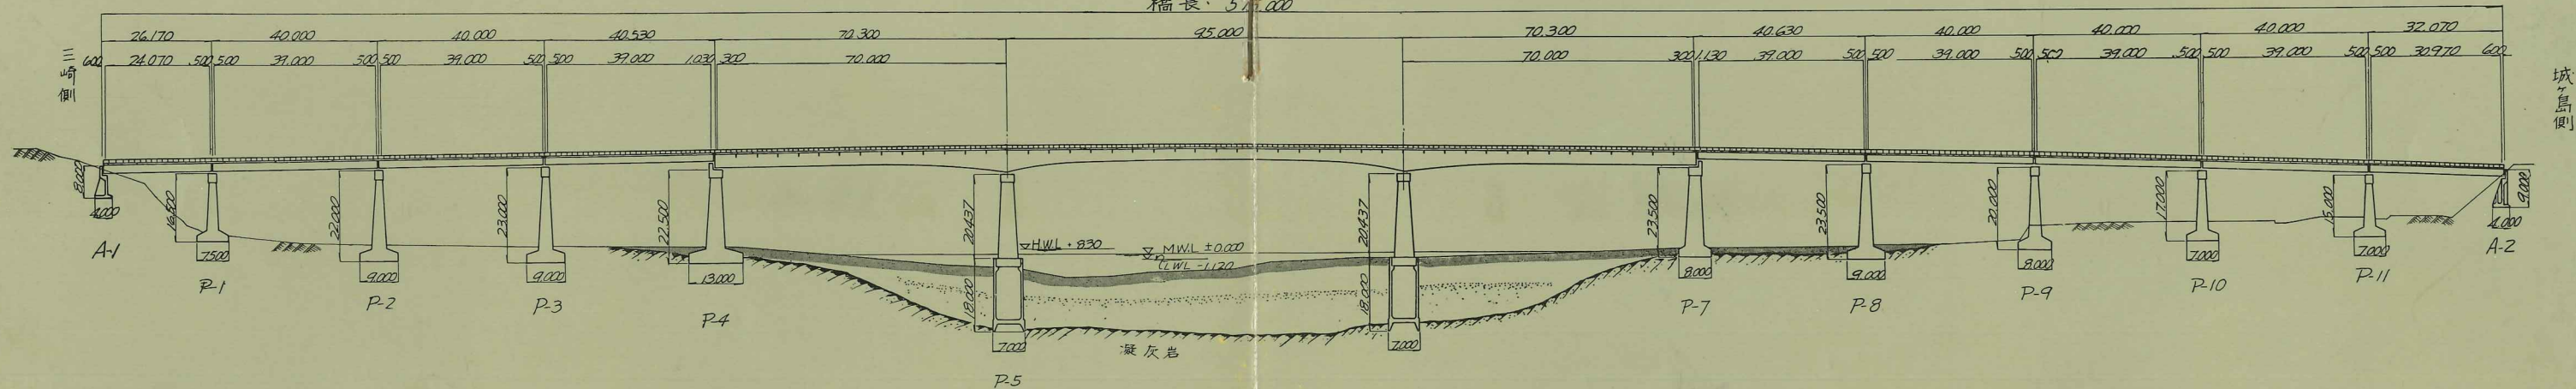 橋長・575.000
26.170 40.000 40.000 40.530 70.300 95.000 70.300 40.630 40.000 40.000 40.000 32.070
600 24.070 500 500 39.000 500 500 39.000 500 500 39.000 1.030 300 70.000 70.000 300 1.130 39.000 500 500 39.000 500 500 39.000 500 500 39.000 500 500 30.970 600
三崎側
城ヶ島側
8.000 16.500 22.000 23.000 22.500 20.437 20.437 23.500 23.500 20.000 17.000 15.000 9.000
H.W.L +.830 M.W.L ±0.000
L.W.L -1.120
18.000 18.000
4.000 7.500 9.000 9.000 13.000 7.000 7.000 8.000 9.000 8.000 7.000 7.000 4.000
A-1 P-1 P-2 P-3 P-4 P-7 P-8 P-9 P-10 P-11 A-2
凝灰岩
P-5